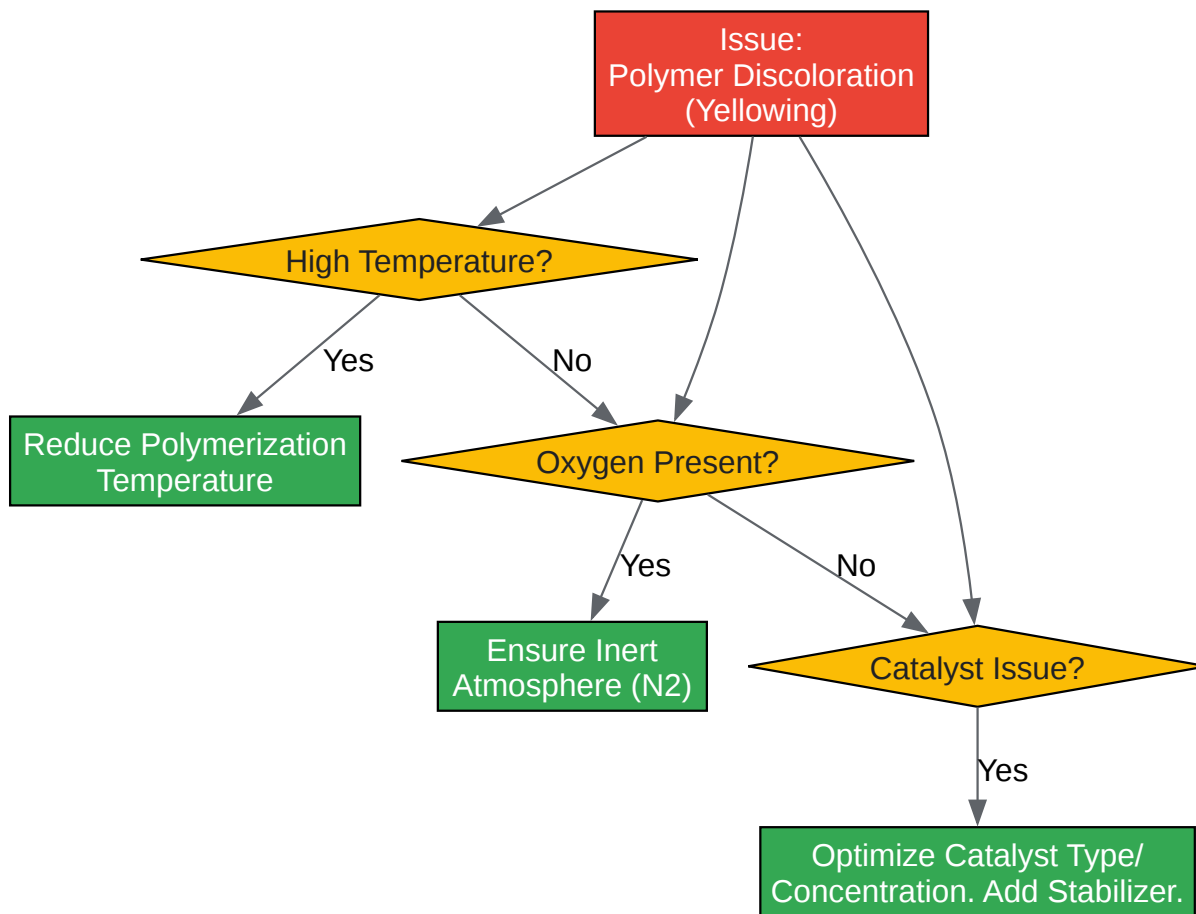 Issue:
Polymer Discoloration
(Yellowing)
High Temperature?
Yes
No
Reduce Polymerization
Temperature
Oxygen Present?
Yes
No
Ensure Inert
Atmosphere (N2)
Catalyst Issue?
Yes
Optimize Catalyst Type/
Concentration. Add Stabilizer.